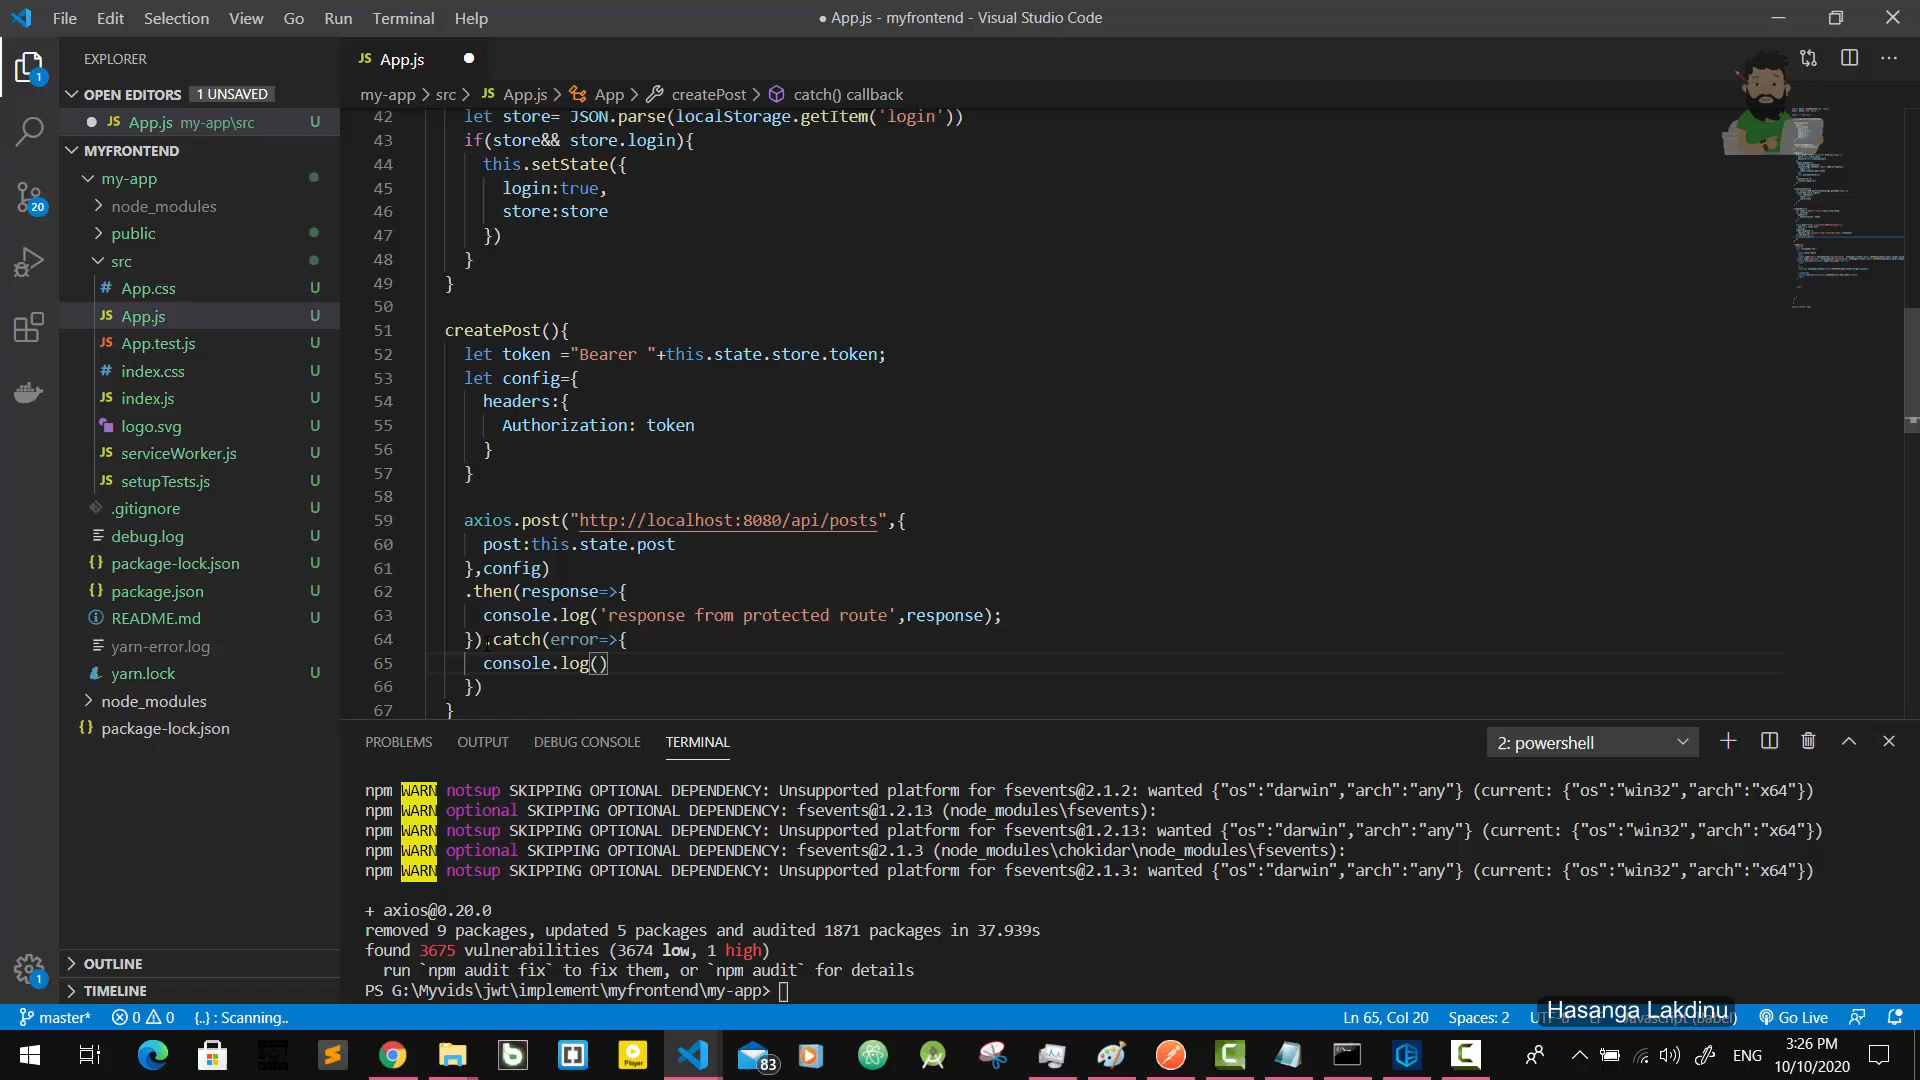 File Edit Selection View Go Run Terminal Help
● App.js - myfrontend - Visual Studio Code
EXPLORER
OPEN EDITORS 1 UNSAVED
JS App.js my-app\src U
MYFRONTEND
my-app
node_modules
public
src
# App.css U
JS App.js U
JS App.test.js U
# index.css U
JS index.js U
logo.svg U
JS serviceWorker.js U
JS setupTests.js U
.gitignore U
debug.log U
{} package-lock.json U
{} package.json U
README.md U
yarn-error.log
yarn.lock U
node_modules
{} package-lock.json
OUTLINE
TIMELINE
JS App.js
my-app > src > JS App.js > App > createPost > catch() callback
42 let store= JSON.parse(localStorage.getItem('login'))
43 if(store&& store.login){
44 this.setState({
45 login:true,
46 store:store
47 })
48 }
49 }
50
51 createPost(){
52 let token ="Bearer "+this.state.store.token;
53 let config={
54 headers:{
55 Authorization: token
56 }
57 }
58
59 axios.post("http://localhost:8080/api/posts",{
60 post:this.state.post
61 },config)
62 .then(response=>{
63 console.log('response from protected route',response);
64 }).catch(error=>{
65 console.log()
66 })
67 }
PROBLEMS OUTPUT DEBUG CONSOLE TERMINAL
2: powershell
npm WARN notsup SKIPPING OPTIONAL DEPENDENCY: Unsupported platform for fsevents@2.1.2: wanted {"os":"darwin","arch":"any"} (current: {"os":"win32","arch":"x64"})
npm WARN optional SKIPPING OPTIONAL DEPENDENCY: fsevents@1.2.13 (node_modules\fsevents):
npm WARN notsup SKIPPING OPTIONAL DEPENDENCY: Unsupported platform for fsevents@1.2.13: wanted {"os":"darwin","arch":"any"} (current: {"os":"win32","arch":"x64"})
npm WARN optional SKIPPING OPTIONAL DEPENDENCY: fsevents@2.1.3 (node_modules\chokidar\node_modules\fsevents):
npm WARN notsup SKIPPING OPTIONAL DEPENDENCY: Unsupported platform for fsevents@2.1.3: wanted {"os":"darwin","arch":"any"} (current: {"os":"win32","arch":"x64"})
+ axios@0.20.0
removed 9 packages, updated 5 packages and audited 1871 packages in 37.939s
found 3675 vulnerabilities (3674 low, 1 high)
run `npm audit fix` to fix them, or `npm audit` for details
PS G:\Myvids\jwt\implement\myfrontend\my-app>
1
20
1
master* 0 0 {..} : Scanning..
Ln 65, Col 20 Spaces: 2
Hasanga Lakdinu
Go Live
Player
83
ENG
3:26 PM
10/10/2020